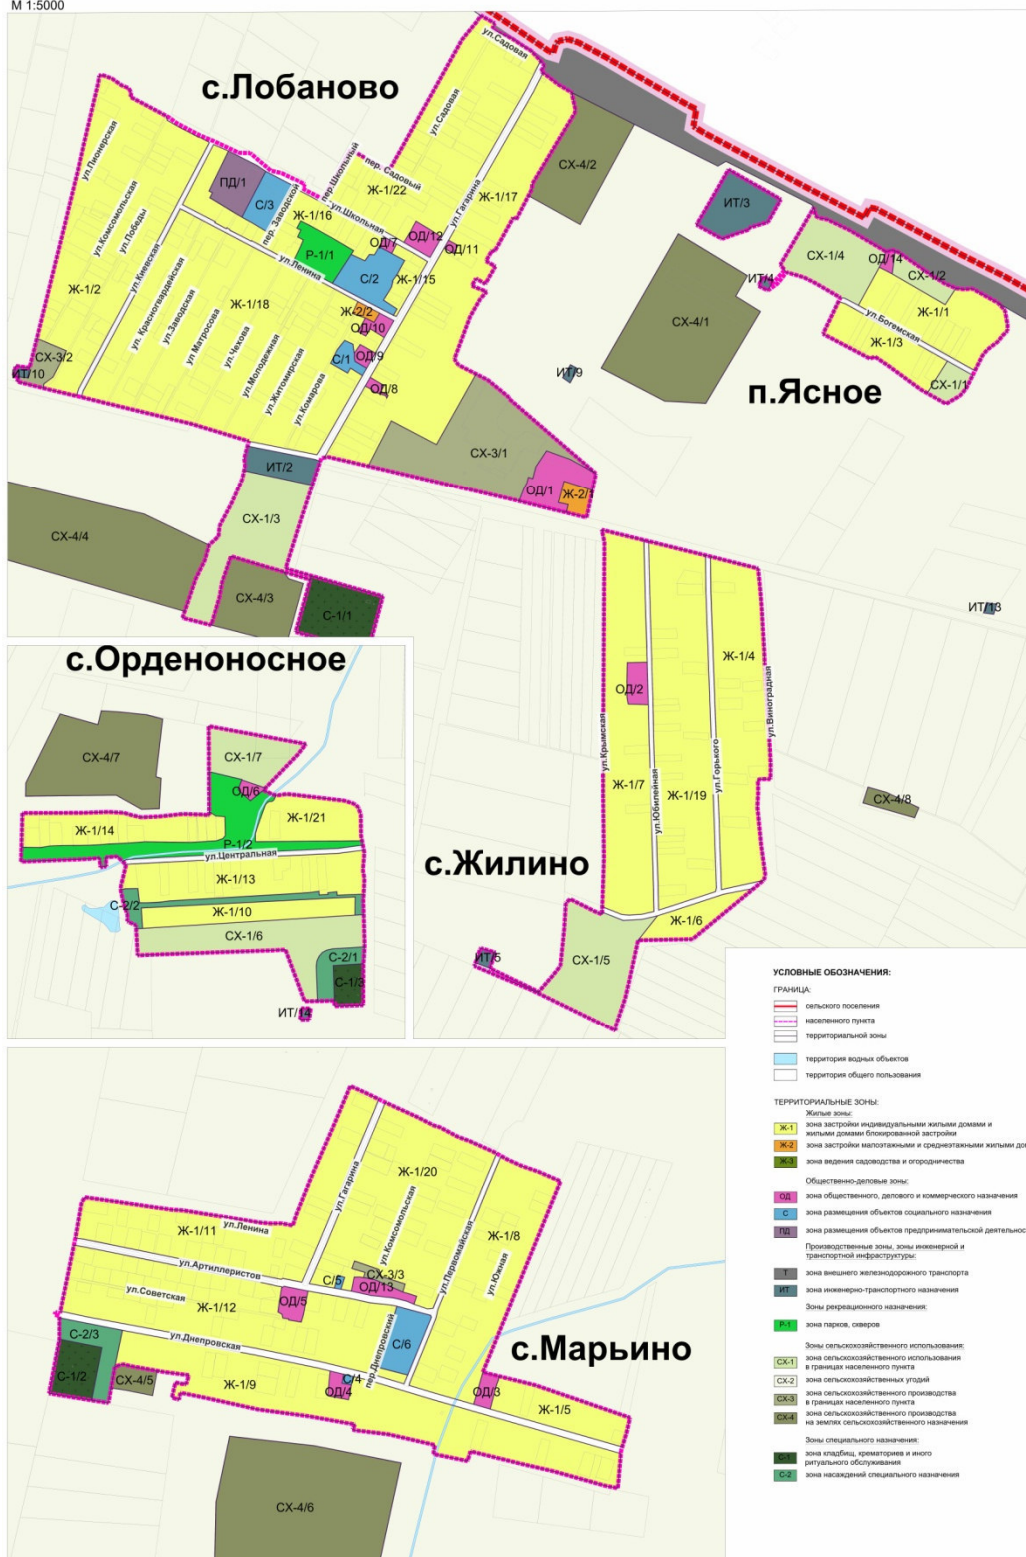 М 1:5000
с.Лобаново
ул.Садовая
ул.Садовая
ул.Пионерская
ул.Комсомольская
ул.Победы
ул.Киевская
ул. Красногвардейская
ул.Заводская
ул Матросова
ул.Чехова
ул.Молодежная
ул.Житомирская
ул.Комарова
пер. Заводской
пер. Школьный
пер. Садовый
ул.Школьная
ул.Ленина
ул.Гагарина
ПД/1
С/3
Ж-1/22
Ж-1/17
Ж-1/16
ОД/12
ОД/7
ОД/11
Р-1/1
С/2
Ж-1/15
Ж-1/2
Ж-1/18
Ж-2/2
ОД/10
С/1
ОД/9
ОД/8
СХ-3/2
ИТ/10
СХ-3/1
ОД/1
Ж-2/1
ИТ/2
СХ-1/3
СХ-4/4
СХ-4/3
С-1/1
СХ-4/2
ИТ/3
СХ-4/1
ИТ/4
ИТ/9
СХ-1/4
ОД/14
СХ-1/2
Ж-1/1
ул.Богемская
Ж-1/3
СХ-1/1
п.Ясное
ИТ/13
с.Орденоносное
СХ-4/7
СХ-1/7
ОД/6
Ж-1/14
Ж-1/21
Р-1/2
ул.Центральная
Ж-1/13
С-2/2
Ж-1/10
СХ-1/6
С-2/1
С-1/3
ИТ/14
с.Жилино
Ж-1/4
ОД/2
ул.Крымская
ул.Виноградная
Ж-1/7
Ж-1/19
ул.Юбилейная
ул.Горького
СХ-4/8
Ж-1/6
СХ-1/5
ИТ/5
с.Марьино
Ж-1/20
ул.Гагарина
ул.Комсомольская
ул.Первомайская
Ж-1/8
ул.Южная
Ж-1/11
ул.Ленина
ул.Артиллеристов
ул.Советская
С/5
СХ-3/3
ОД/13
ОД/5
Ж-1/12
ул.Днепровская
пер.Днепровский
С/6
С-2/3
С-1/2
СХ-4/5
Ж-1/9
С/4
ОД/4
ОД/3
Ж-1/5
СХ-4/6
УСЛОВНЫЕ ОБОЗНАЧЕНИЯ:
ГРАНИЦА:
сельского поселения
населенного пункта
территориальной зоны
территория водных объектов
территория общего пользования
ТЕРРИТОРИАЛЬНЫЕ ЗОНЫ:
Жилые зоны:
Ж-1 зона застройки индивидуальными жилыми домами и
жилыми домами блокированной застройки
Ж-2 зона застройки малоэтажными и среднеэтажными жилыми до
Ж-3 зона ведения садоводства и огородничества
Общественно-деловые зоны:
ОД зона общественного, делового и коммерческого назначения
С зона размещения объектов социального назначения
ПД зона размещения объектов предпринимательской деятельнос
Производственные зоны, зоны инженерной и
транспортной инфраструктуры:
Т зона внешнего железнодорожного транспорта
ИТ зона инженерно-транспортного назначения
Зоны рекреационного назначения:
Р-1 зона парков, скверов
Зоны сельскохозяйственного использования:
СХ-1 зона сельскохозяйственного использования
в границах населенного пункта
СХ-2 зона сельскохозяйственных угодий
СХ-3 зона сельскохозяйственного производства
в границах населенного пункта
СХ-4 зона сельскохозяйственного производства
на землях сельскохозяйственного назначения
Зоны специального назначения:
С-1 зона кладбищ, крематориев и иного
ритуального обслуживания
С-2 зона насаждений специального назначения